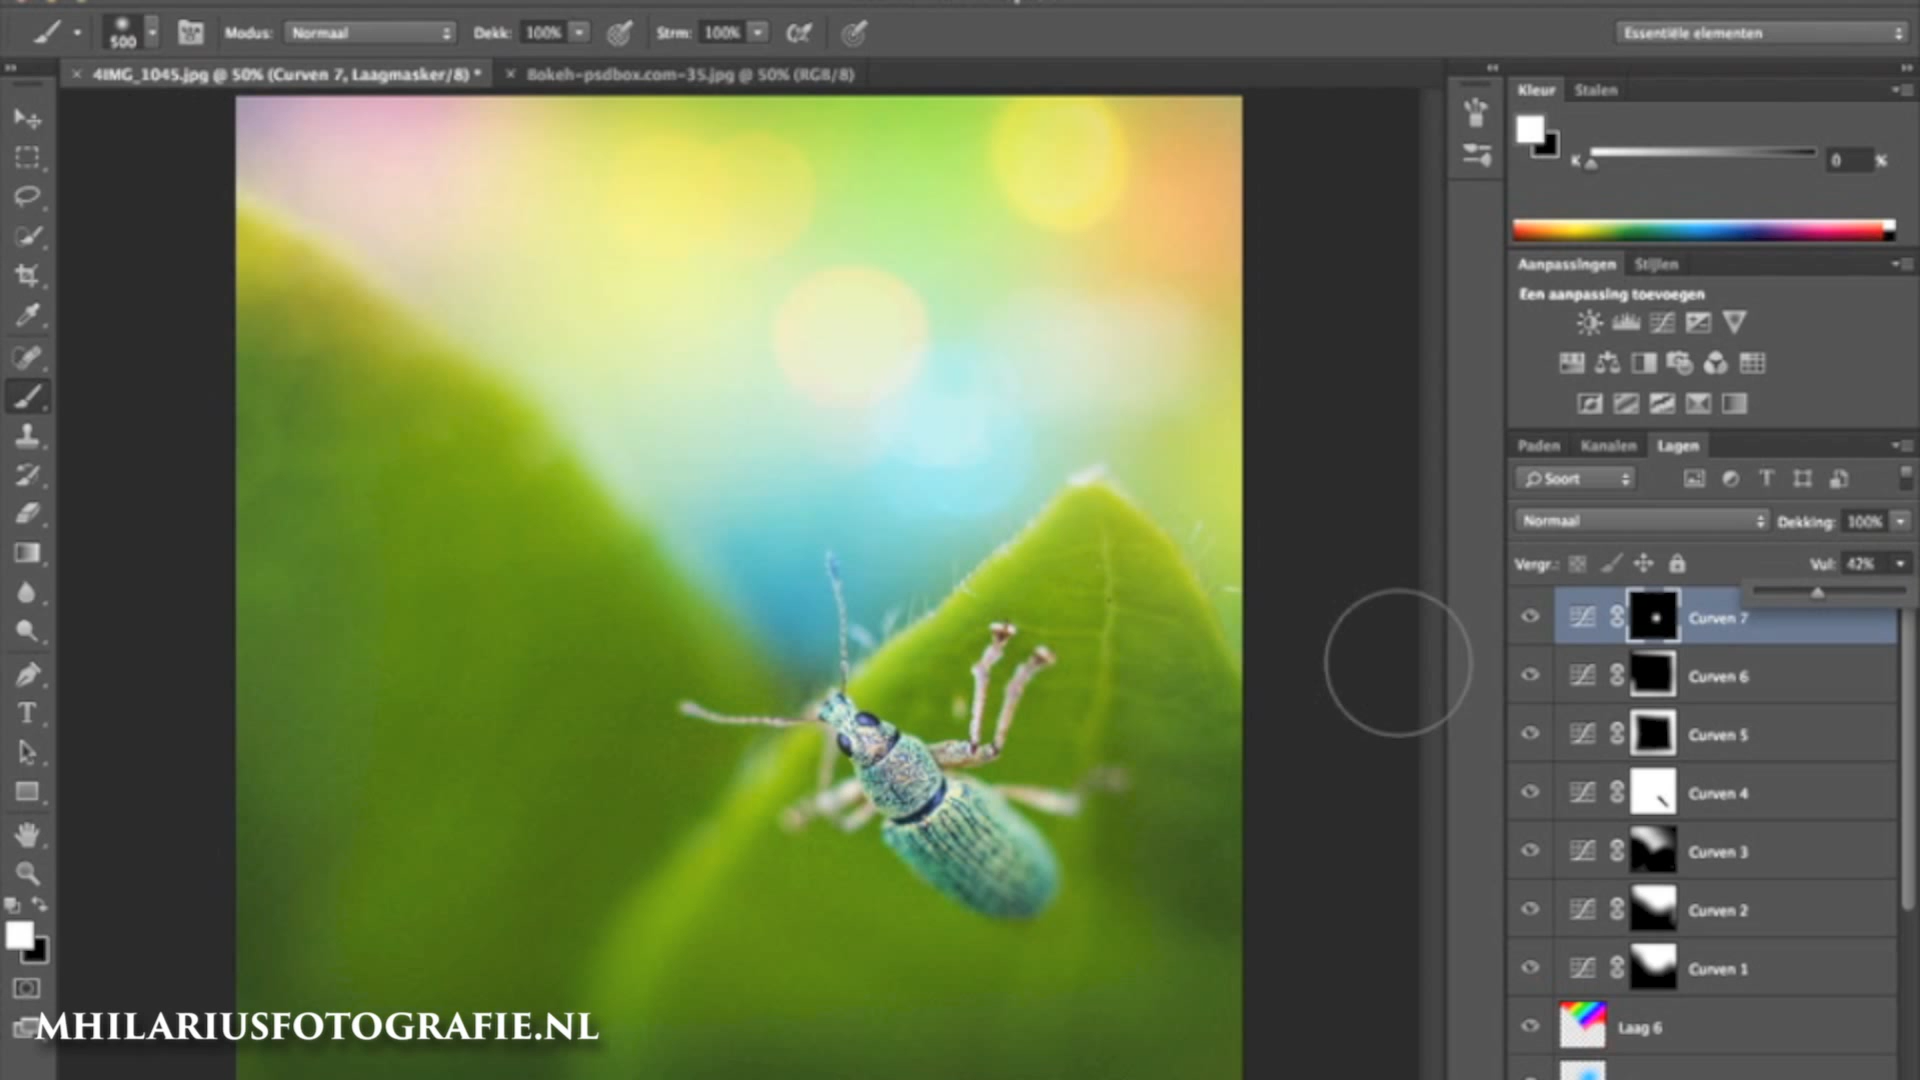 500 Modus: Normaal Dekk: 100% Strm: 100% Essentiële elementen
× 4IMG_1045.jpg @ 50% (Curven 7, Laagmasker/8) * × Bokeh-psdbox.com-35.jpg @ 50% (RGB/8)
Kleur Stalen
K 0 %
Aanpassingen Stijlen
Een aanpassing toevoegen
Paden Kanalen Lagen
Soort
Normaal Dekking: 100%
Vergr.: Vul: 42%
Curven 7
Curven 6
Curven 5
Curven 4
Curven 3
Curven 2
Curven 1
Laag 6
MHILARIUSFOTOGRAFIE.NL